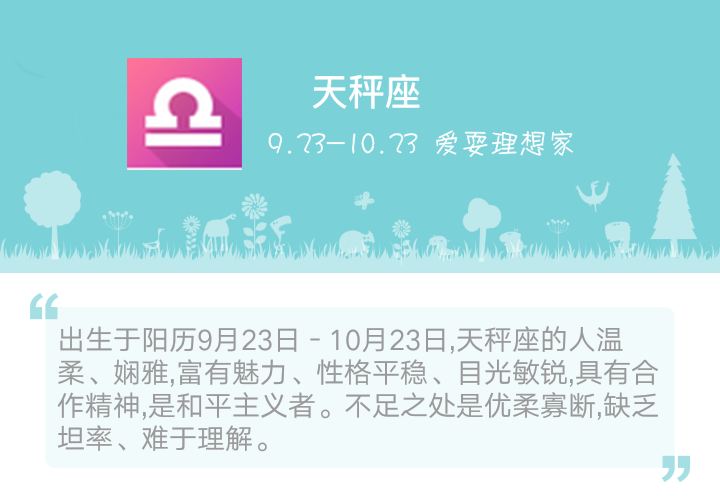 天秤座
9.23-10.23 爱耍理想家
出生于阳历9月23日 - 10月23日,天秤座的人温
柔、娴雅,富有魅力、性格平稳、目光敏锐,具有合
作精神,是和平主义者。不足之处是优柔寡断,缺乏
坦率、难于理解。